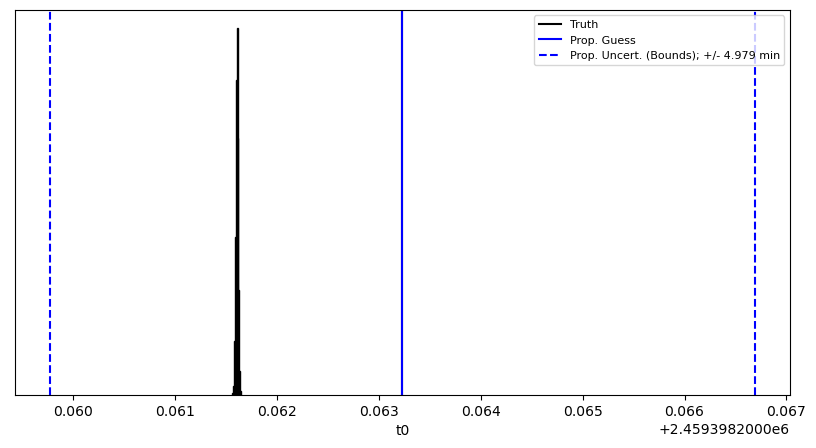 Truth
Prop. Guess
Prop. Uncert. (Bounds); +/- 4.979 min
0.060 0.061 0.062 0.063 0.064 0.065 0.066 0.067
t0
+2.4593982000e6